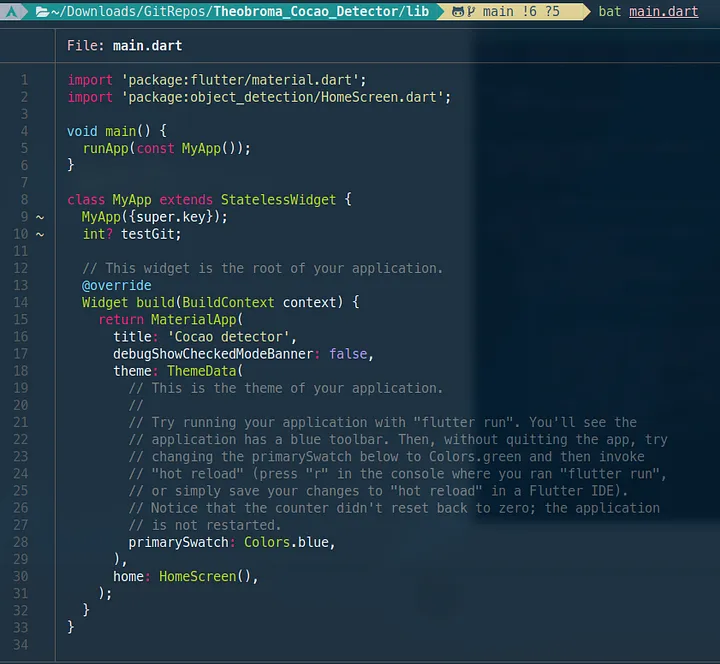 ~/Downloads/GitRepos/Theobroma_Cocao_Detector/lib main !6 ?5 bat main.dart
File: main.dart
1 import 'package:flutter/material.dart';
2 import 'package:object_detection/HomeScreen.dart';
3
4 void main() {
5   runApp(const MyApp());
6 }
7
8 class MyApp extends StatelessWidget {
9 ~   MyApp({super.key});
10 ~   int? testGit;
11
12   // This widget is the root of your application.
13   @override
14   Widget build(BuildContext context) {
15     return MaterialApp(
16       title: 'Cocao detector',
17       debugShowCheckedModeBanner: false,
18       theme: ThemeData(
19         // This is the theme of your application.
20         //
21         // Try running your application with "flutter run". You'll see the
22         // application has a blue toolbar. Then, without quitting the app, try
23         // changing the primarySwatch below to Colors.green and then invoke
24         // "hot reload" (press "r" in the console where you ran "flutter run",
25         // or simply save your changes to "hot reload" in a Flutter IDE).
26         // Notice that the counter didn't reset back to zero; the application
27         // is not restarted.
28         primarySwatch: Colors.blue,
29       ),
30       home: HomeScreen(),
31     );
32   }
33 }
34